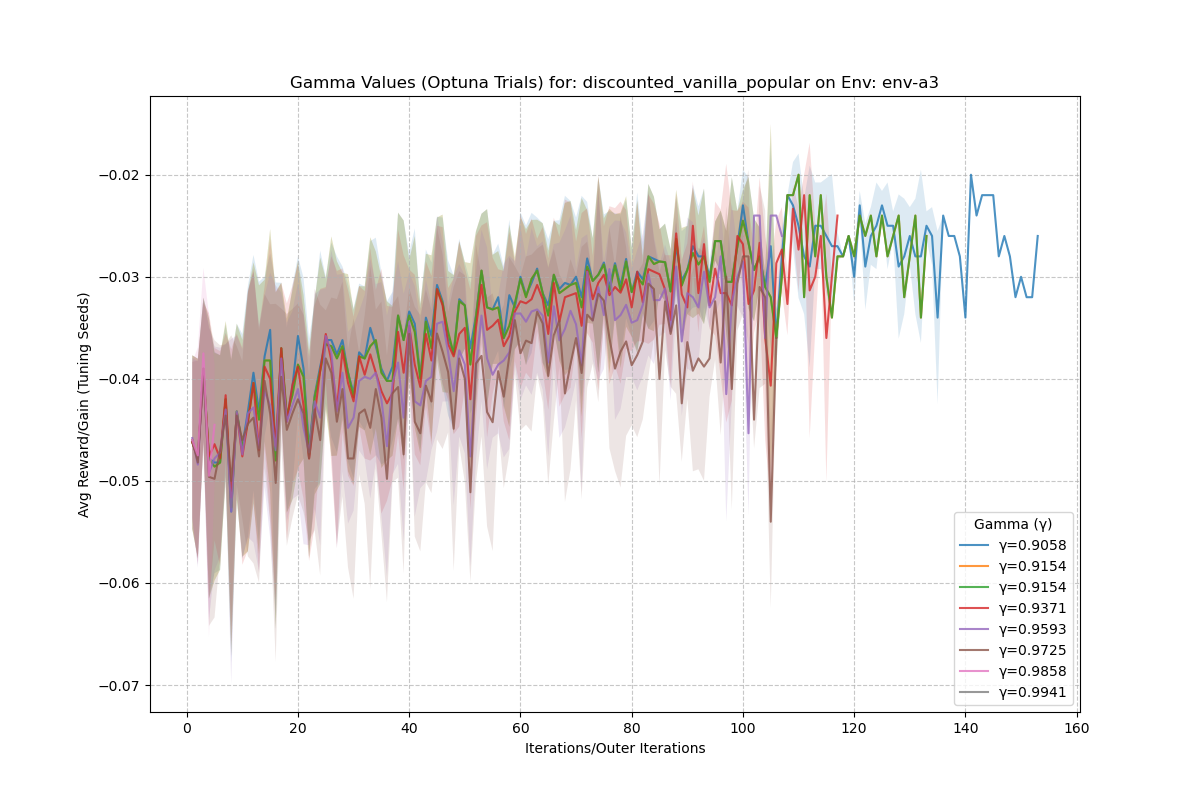 Gamma Values (Optuna Trials) for: discounted_vanilla_popular on Env: env-a3
Avg Reward/Gain (Tuning Seeds)
−0.02
−0.03
−0.04
−0.05
−0.06
−0.07
Gamma (γ)
γ=0.9058
γ=0.9154
γ=0.9154
γ=0.9371
γ=0.9593
γ=0.9725
γ=0.9858
γ=0.9941
0 20 40 60 80 100 120 140 160
Iterations/Outer Iterations